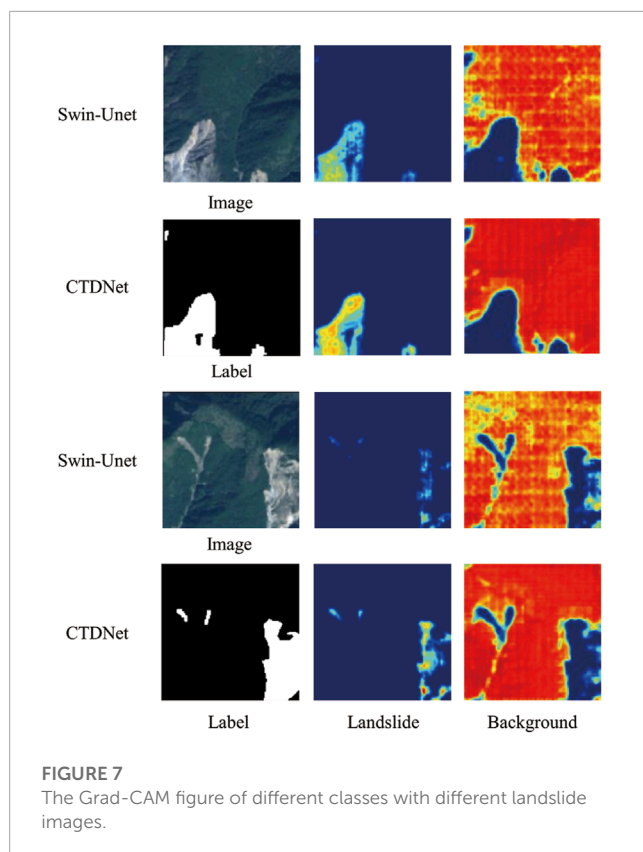 Swin-Unet
Image
CTDNet
Label
Swin-Unet
Image
CTDNet
Label Landslide Background
FIGURE 7
The Grad-CAM figure of different classes with different landslide
images.